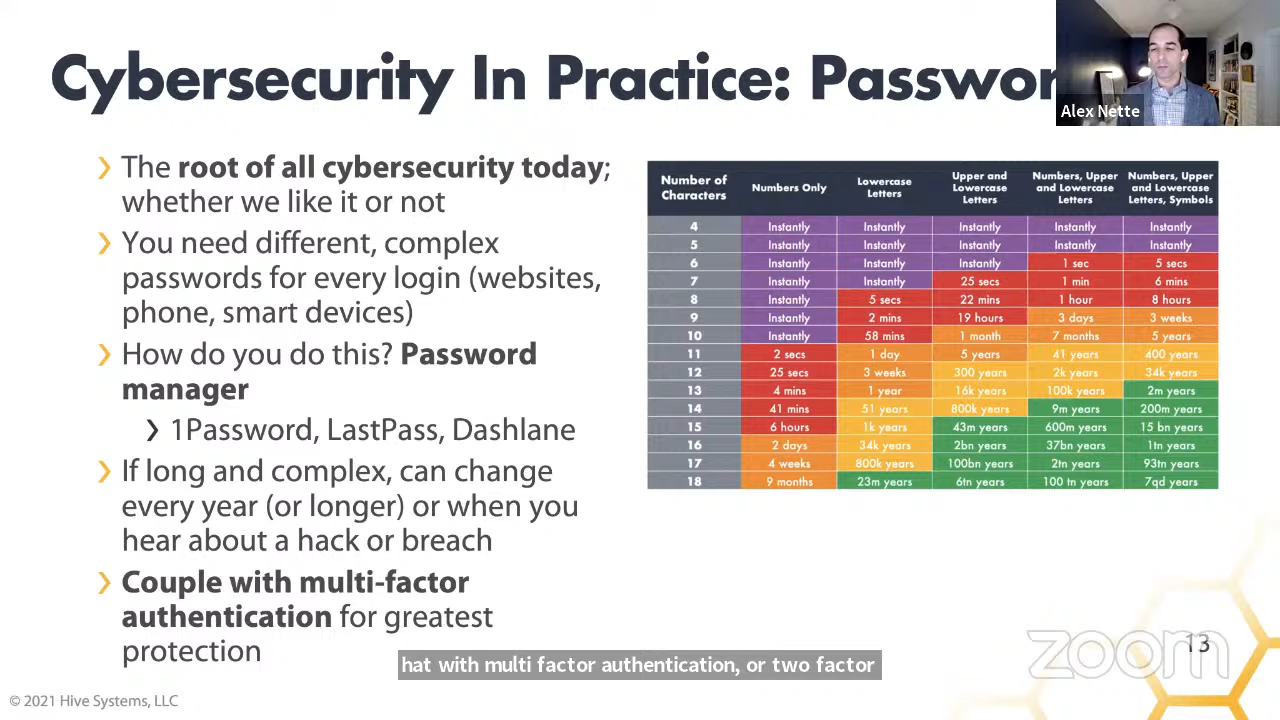 Cybersecurity In Practice: Passwor
Alex Nette
The root of all cybersecurity today;
whether we like it or not
You need different, complex
passwords for every login (websites,
phone, smart devices)
How do you do this? Password
manager
1Password, LastPass, Dashlane
If long and complex, can change
every year (or longer) or when you
hear about a hack or breach
Couple with multi-factor
authentication for greatest
protection
Number of Characters Numbers Only Lowercase Letters Upper and Lowercase Letters Numbers, Upper and Lowercase Letters Numbers, Upper and Lowercase Letters, Symbols
4 Instantly Instantly Instantly Instantly Instantly
5 Instantly Instantly Instantly Instantly Instantly
6 Instantly Instantly Instantly 1 sec 5 secs
7 Instantly Instantly 25 secs 1 min 6 mins
8 Instantly 5 secs 22 mins 1 hour 8 hours
9 Instantly 2 mins 19 hours 3 days 3 weeks
10 Instantly 58 mins 1 month 7 months 5 years
11 2 secs 1 day 5 years 41 years 400 years
12 25 secs 3 weeks 300 years 2k years 34k years
13 4 mins 1 year 16k years 100k years 2m years
14 41 mins 51 years 800k years 9m years 200m years
15 6 hours 1k years 43m years 600m years 15 bn years
16 2 days 34k years 2bn years 37bn years 1tn years
17 4 weeks 800k years 100bn years 2tn years 93tn years
18 9 months 23m years 6tn years 100 tn years 7qd years
hat with multi factor authentication, or two factor
zoom
13
© 2021 Hive Systems, LLC